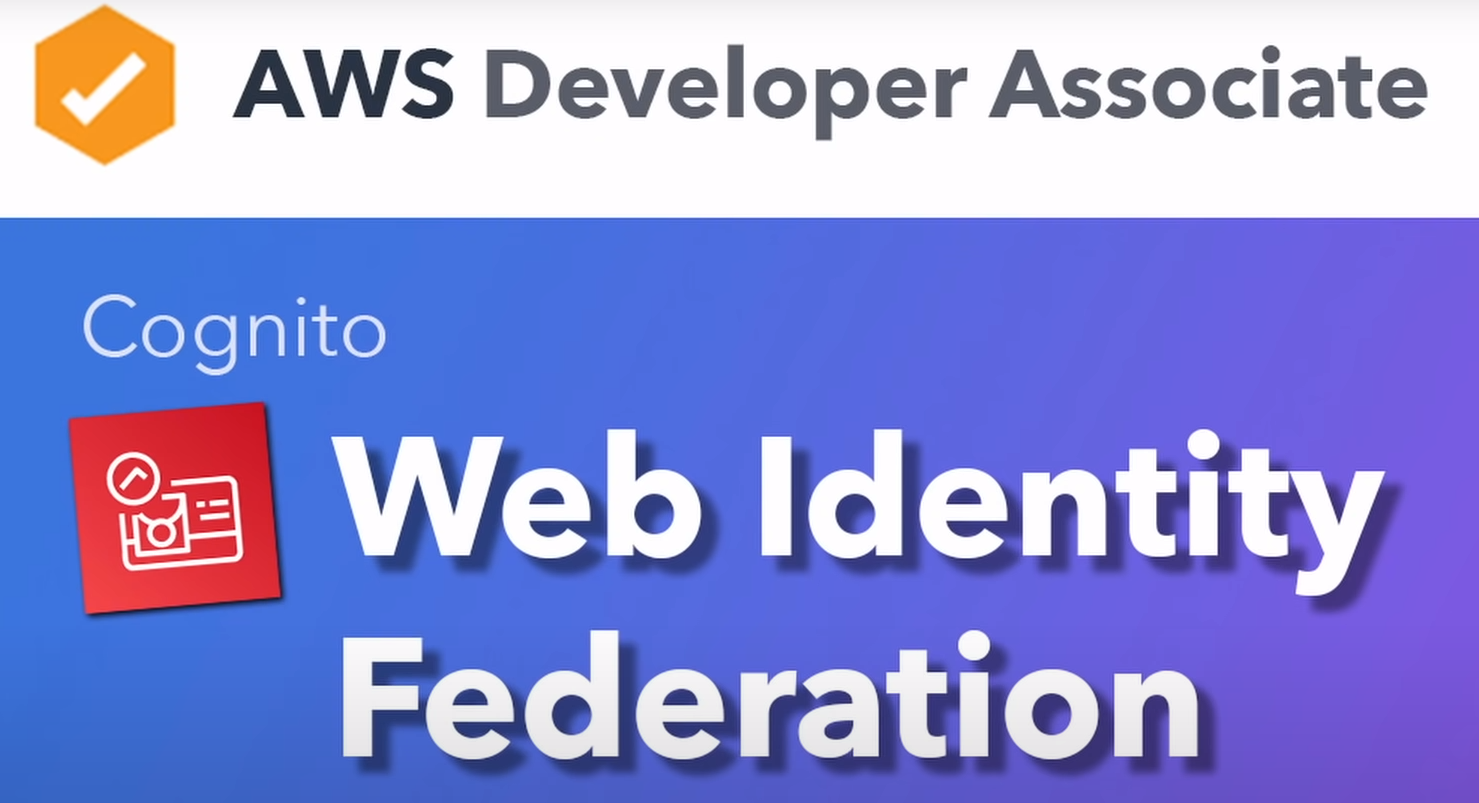 AWS Developer Associate
Cognito
Web Identity
Federation